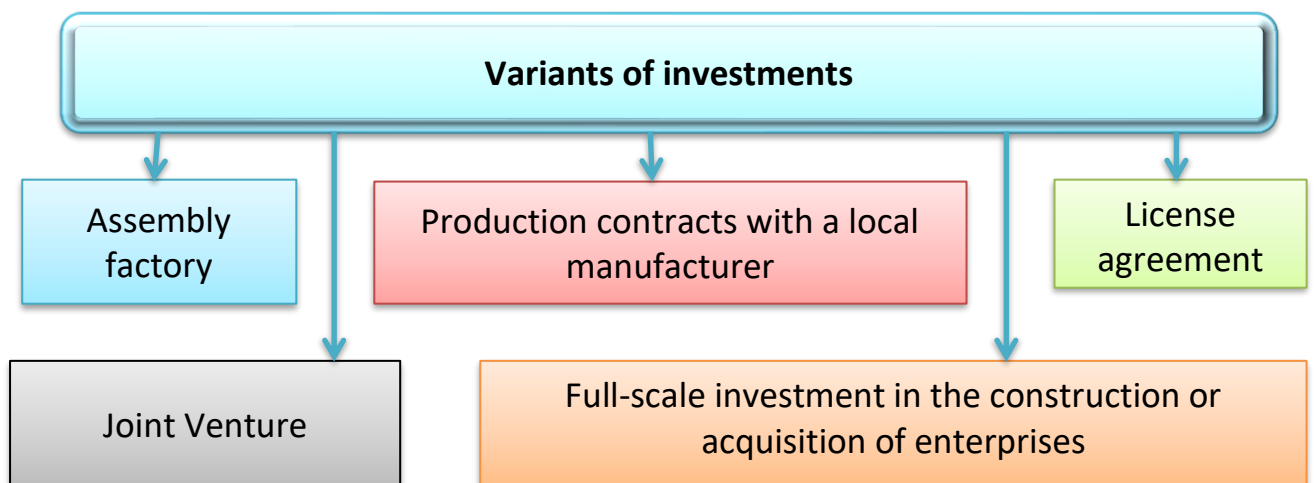 Variants of investments
Assembly
factory
Production contracts with a local
manufacturer
License
agreement
Joint Venture
Full-scale investment in the construction or
acquisition of enterprises